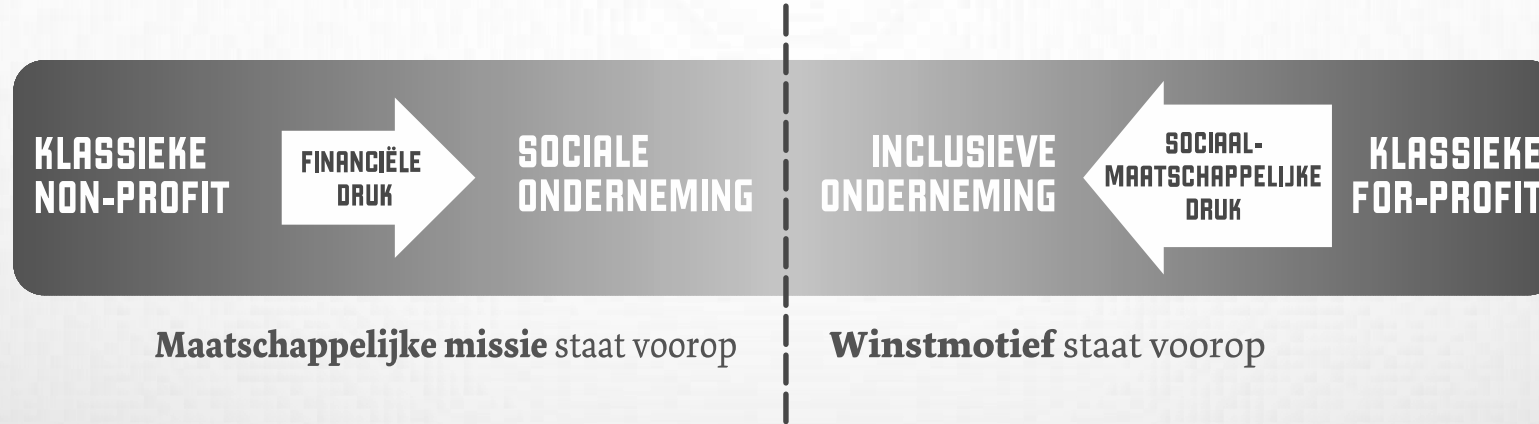 KLASSIEKE
NON-PROFIT
FINANCIËLE
DRUK
SOCIALE
ONDERNEMING
INCLUSIEVE
ONDERNEMING
SOCIAAL-
MAATSCHAPPELIJKE
DRUK
KLASSIEKE
FOR-PROFIT
Maatschappelijke missie staat voorop
Winstmotief staat voorop